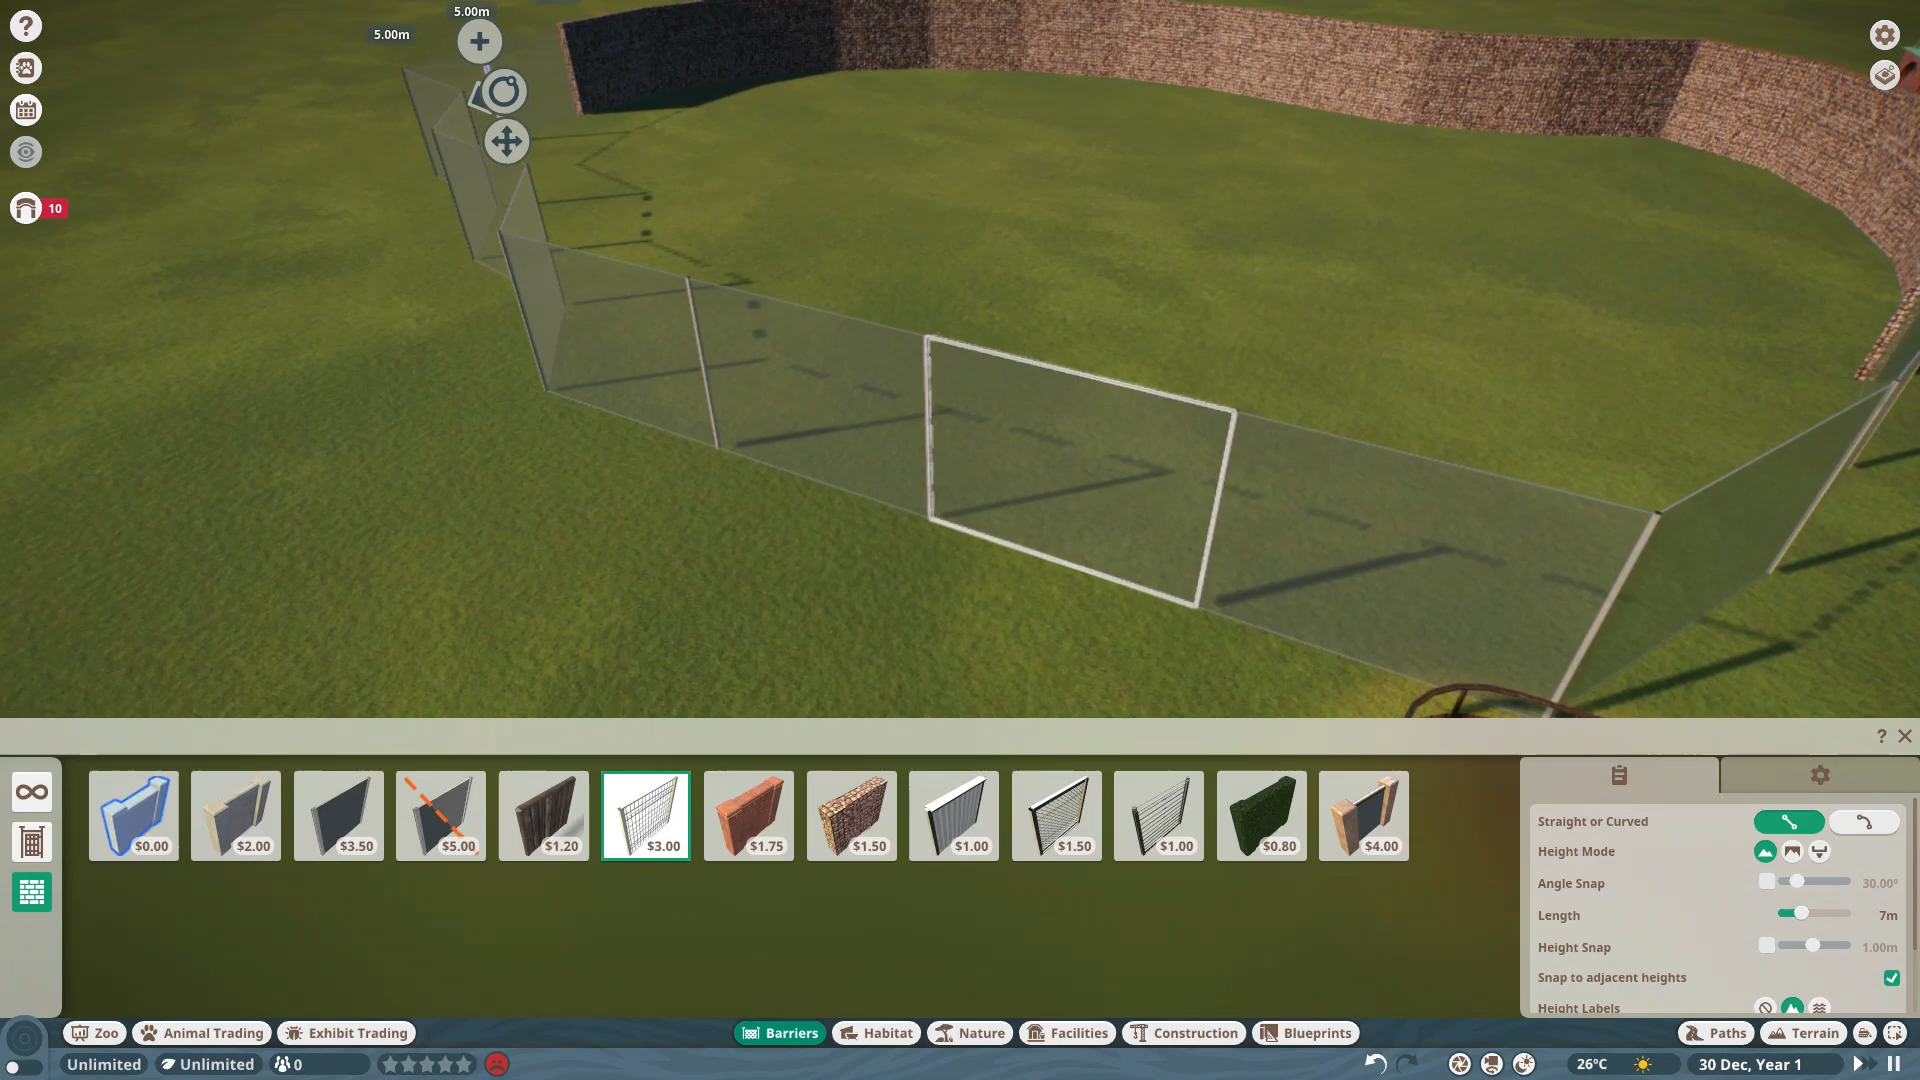 5.00m
5.00m
10
$0.00
$2.00
$3.50
$5.00
$1.20
$3.00
$1.75
$1.50
$1.00
$1.50
$1.00
$0.80
$4.00
?
Straight or Curved
Height Mode
Angle Snap 30.00°
Length 7m
Height Snap 1.00m
Snap to adjacent heights
Height Labels
Zoo
Animal Trading
Exhibit Trading
Barriers
Habitat
Nature
Facilities
Construction
Blueprints
Paths
Terrain
Unlimited
Unlimited
0
26°C
30 Dec, Year 1